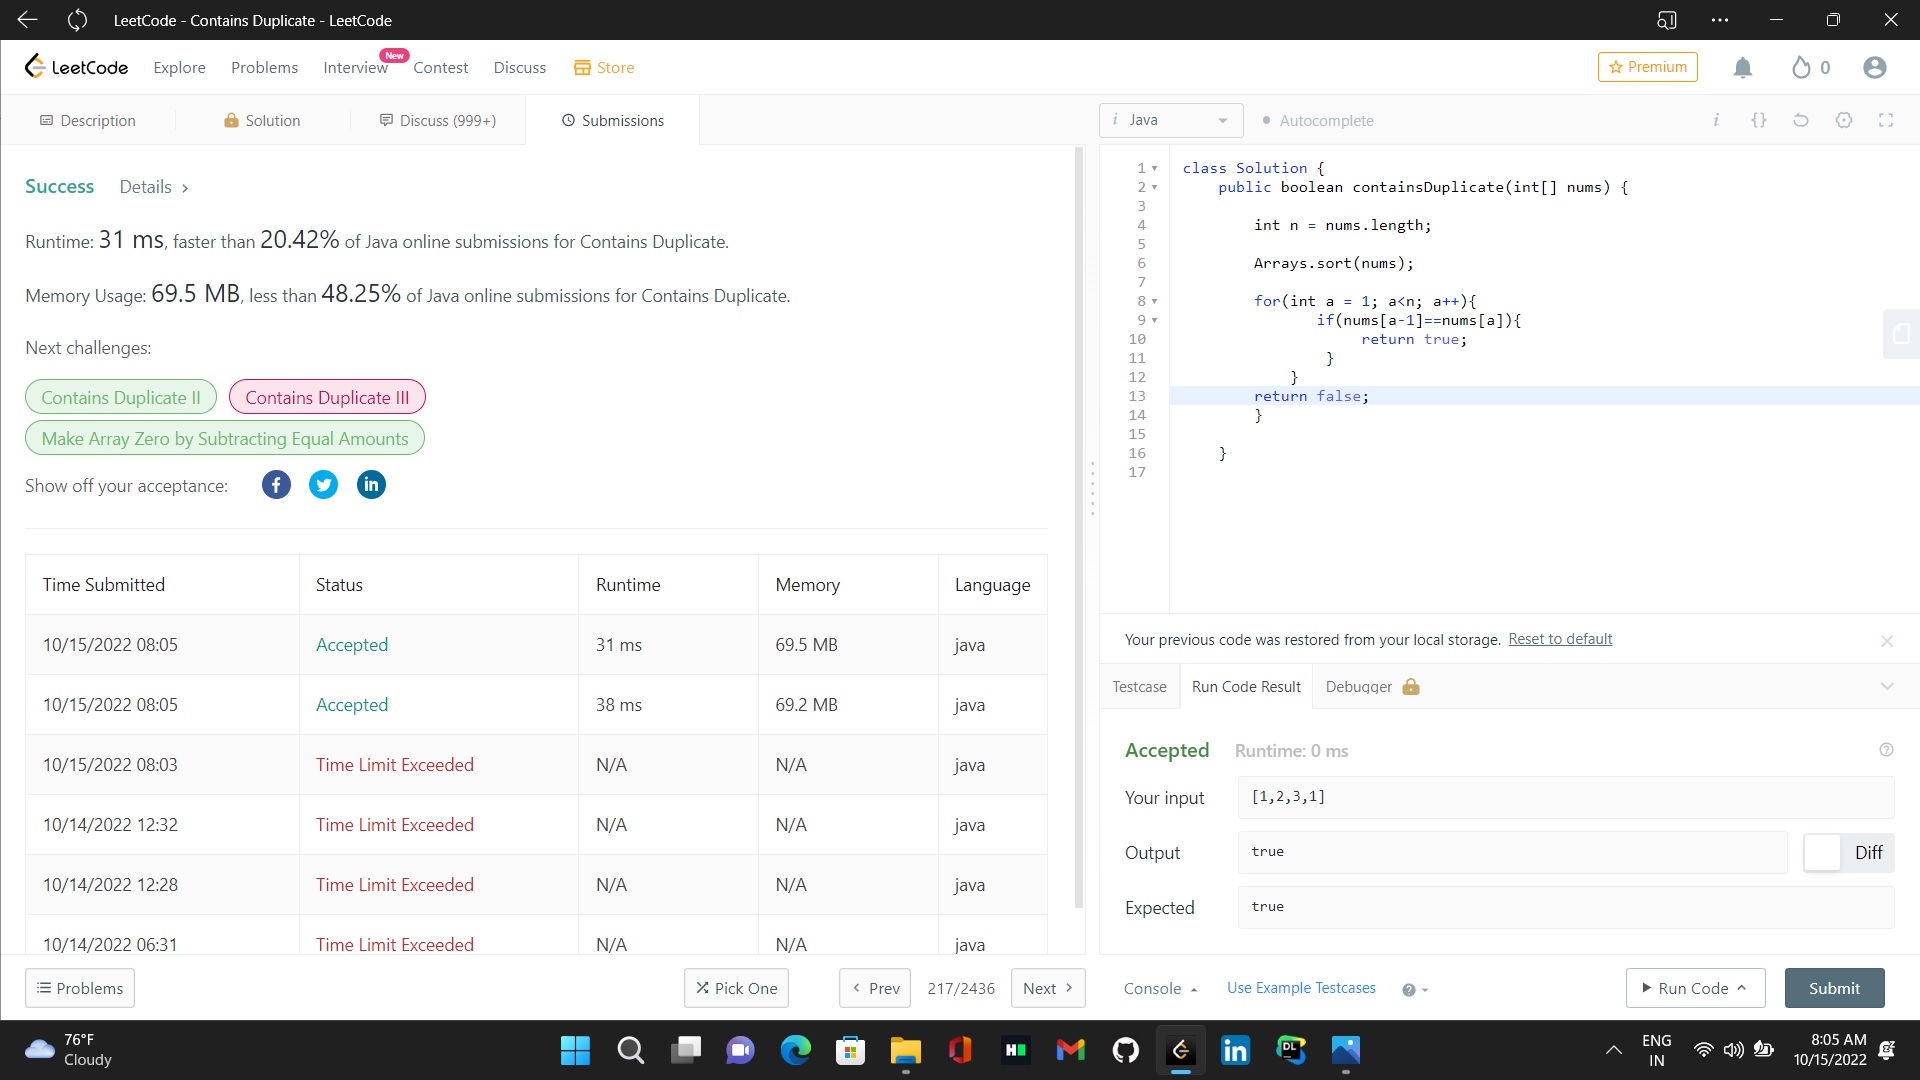 LeetCode - Contains Duplicate - LeetCode
LeetCode Explore Problems Interview New Contest Discuss Store Premium 0
Description Solution Discuss (999+) Submissions
i Java Autocomplete i {}
Success Details >
Runtime: 31 ms, faster than 20.42% of Java online submissions for Contains Duplicate.
Memory Usage: 69.5 MB, less than 48.25% of Java online submissions for Contains Duplicate.
Next challenges:
Contains Duplicate II Contains Duplicate III
Make Array Zero by Subtracting Equal Amounts
Show off your acceptance: f in
Time Submitted Status Runtime Memory Language
10/15/2022 08:05 Accepted 31 ms 69.5 MB java
10/15/2022 08:05 Accepted 38 ms 69.2 MB java
10/15/2022 08:03 Time Limit Exceeded N/A N/A java
10/14/2022 12:32 Time Limit Exceeded N/A N/A java
10/14/2022 12:28 Time Limit Exceeded N/A N/A java
10/14/2022 06:31 Time Limit Exceeded N/A N/A java
Problems Pick One < Prev 217/2436 Next >
1 class Solution {
2 public boolean containsDuplicate(int[] nums) {
3
4 int n = nums.length;
5
6 Arrays.sort(nums);
7
8 for(int a = 1; a<n; a++){
9 if(nums[a-1]==nums[a]){
10 return true;
11 }
12 }
13 return false;
14 }
15
16 }
17
Your previous code was restored from your local storage. Reset to default
Testcase Run Code Result Debugger
Accepted Runtime: 0 ms
Your input [1,2,3,1]
Output true Diff
Expected true
Console Use Example Testcases Run Code Submit
76°F
Cloudy
H
DL
in
ENG
IN
8:05 AM
10/15/2022